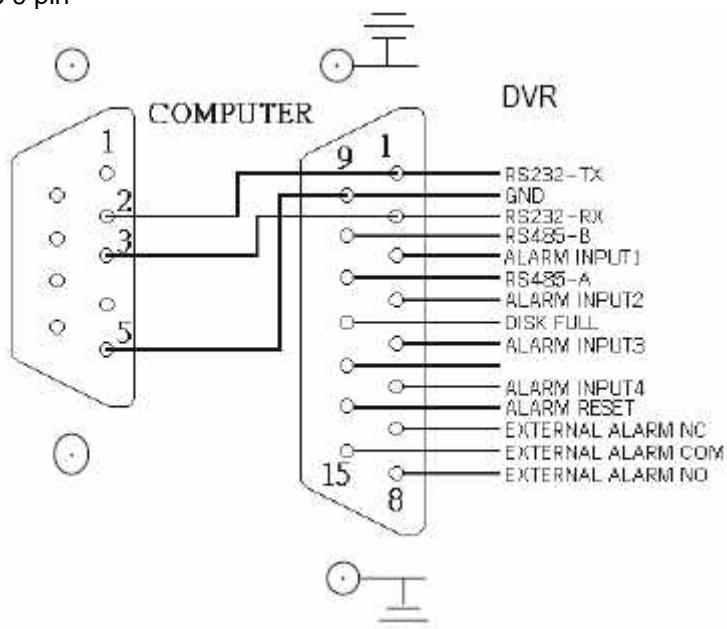 pin
COMPUTER
DVR
1
2
3
5
9
1
15
8
RS232-TX
GND
RS232-RX
RS485-B
ALARM INPUT1
RS485-A
ALARM INPUT2
DISK FULL
ALARM INPUT3
ALARM INPUT4
ALARM RESET
EXTERNAL ALARM NC
EXTERNAL ALARM COM
EXTERNAL ALARM NO